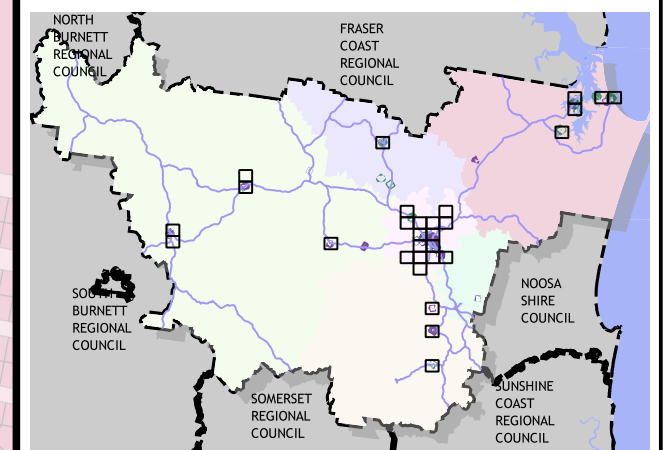 NORTH
BURNETT
REGIONAL
COUNCIL
FRASER
COAST
REGIONAL
COUNCIL
SOUTH
BURNETT
REGIONAL
COUNCIL
NOOSA
SHIRE
COUNCIL
SOMERSET
REGIONAL
COUNCIL
SUNSHINE
COAST
REGIONAL
COUNCIL